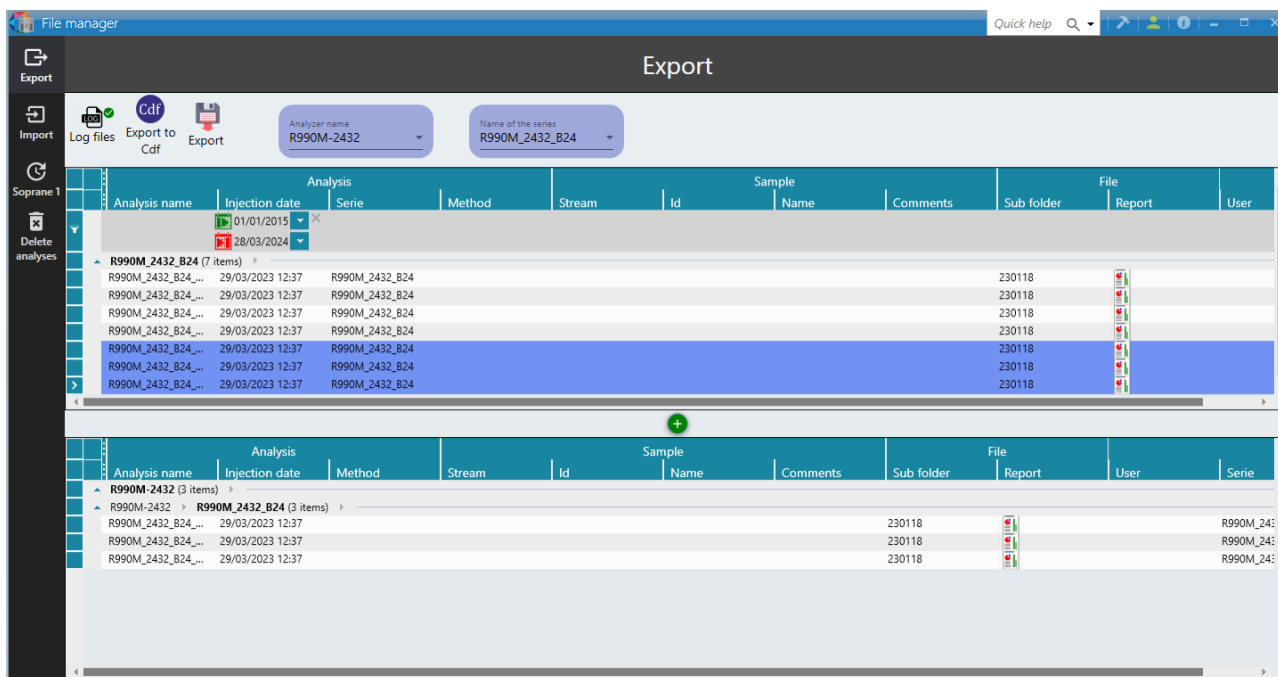 File manager
Quick help
Export
Export
Import
Soprane 1
Delete
analyses
LOG
Log files
Cdf
Export to
Cdf
Export
Analyzer name
R990M-2432
Name of the series
R990M_2432_B24
Analysis Sample File
Analysis name Injection date Serie Method Stream Id Name Comments Sub folder Report User
01/01/2015
28/03/2024
R990M_2432_B24 (7 items)
R990M_2432_B24_... 29/03/2023 12:37 R990M_2432_B24 230118
R990M_2432_B24_... 29/03/2023 12:37 R990M_2432_B24 230118
R990M_2432_B24_... 29/03/2023 12:37 R990M_2432_B24 230118
R990M_2432_B24_... 29/03/2023 12:37 R990M_2432_B24 230118
R990M_2432_B24_... 29/03/2023 12:37 R990M_2432_B24 230118
R990M_2432_B24_... 29/03/2023 12:37 R990M_2432_B24 230118
R990M_2432_B24_... 29/03/2023 12:37 R990M_2432_B24 230118
Analysis Sample File
Analysis name Injection date Method Stream Id Name Comments Sub folder Report User Serie
R990M-2432 (3 items)
R990M-2432 R990M_2432_B24 (3 items)
R990M_2432_B24_... 29/03/2023 12:37 230118 R990M_243
R990M_2432_B24_... 29/03/2023 12:37 230118 R990M_243
R990M_2432_B24_... 29/03/2023 12:37 230118 R990M_243